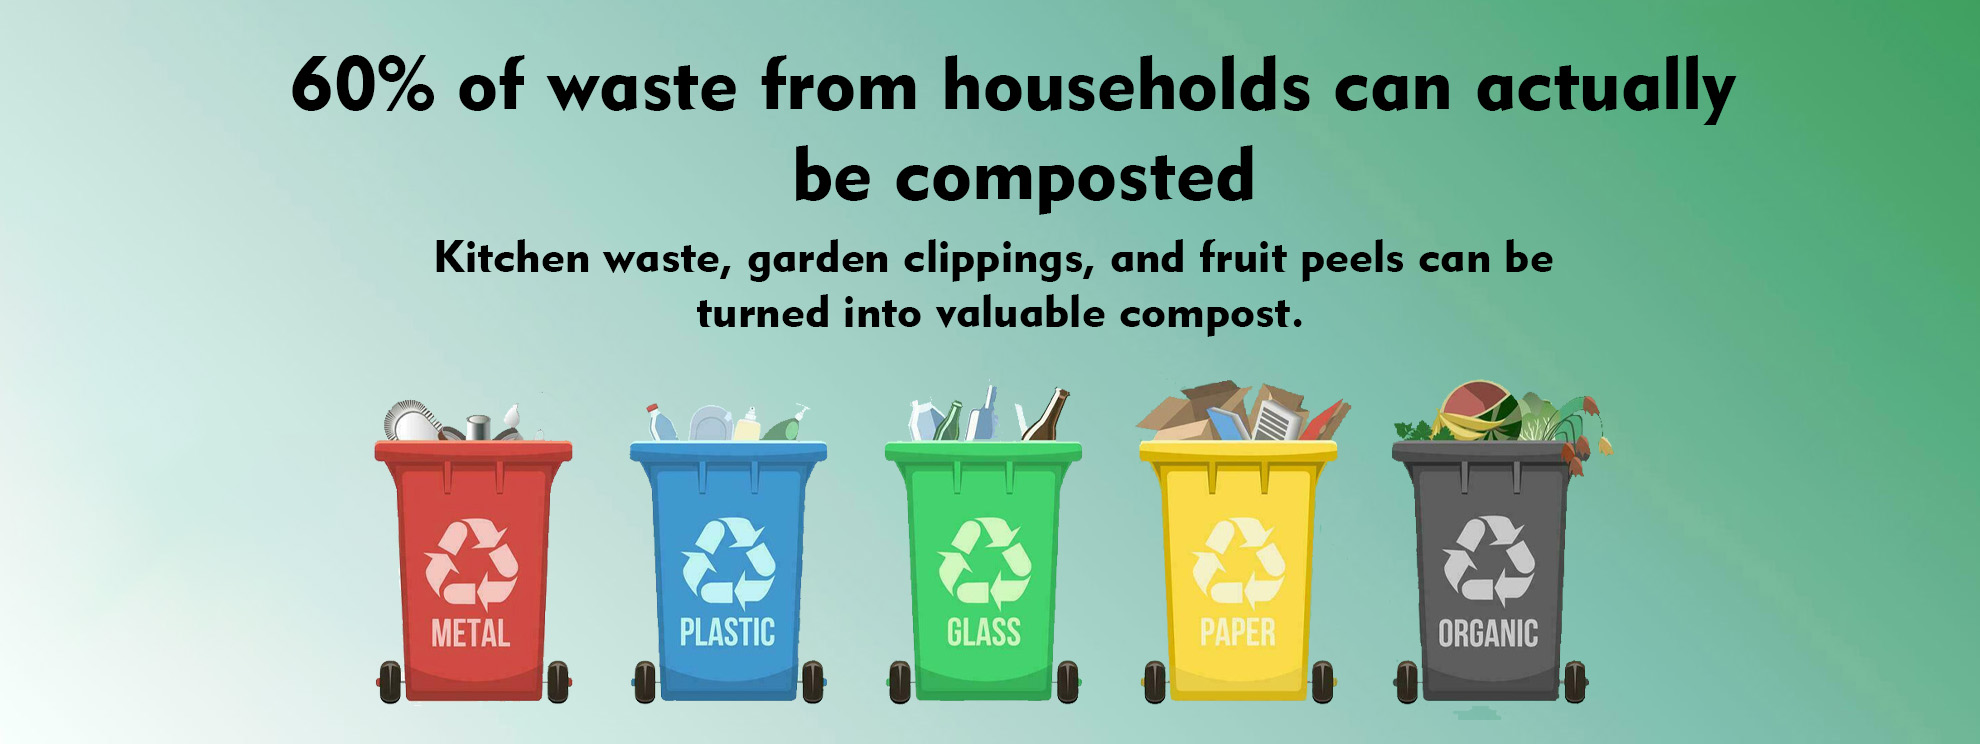 60% of waste from households can actually
be composted
Kitchen waste, garden clippings, and fruit peels can be
turned into valuable compost.
METAL
PLASTIC
GLASS
PAPER
ORGANIC